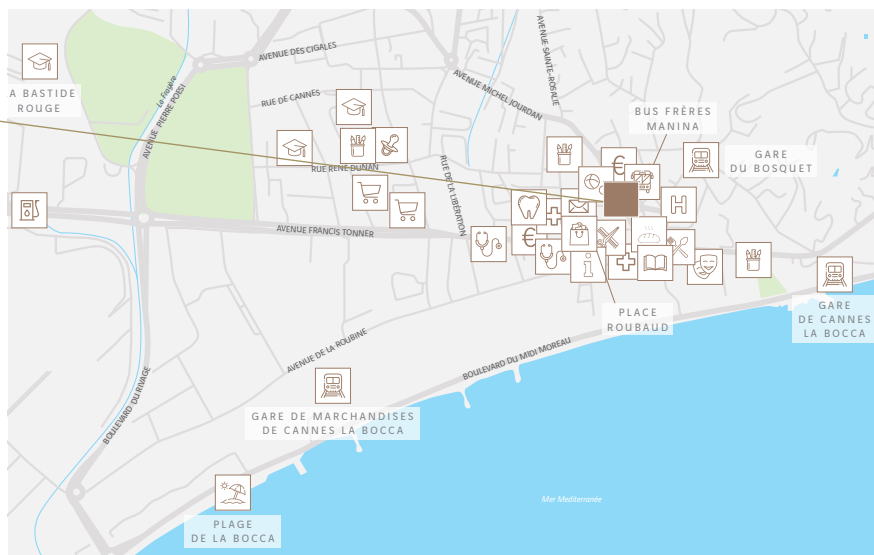 AVENUE DES CIGALES
AVENUE SAINTE-ROSALIE
AVENUE MICHEL JOURDAN
A BASTIDE
ROUGE
La Frayère
AVENUE PIERRE POESI
RUE DE CANNES
BUS FRÈRES
MANINA
€
GARE
DU BOSQUET
RUE RENÉ DUNAN
RUE DE LA LIBÉRATION
H
AVENUE FRANCIS TONNER
€
i
PLACE
ROUBAUD
GARE
DE CANNES
LA BOCCA
AVENUE DE LA ROUBINE
BOULEVARD DU MIDI MOREAU
BOULEVARD DU RIVAGE
GARE DE MARCHANDISES
DE CANNES LA BOCCA
Mer Mediterranée
PLAGE
DE LA BOCCA